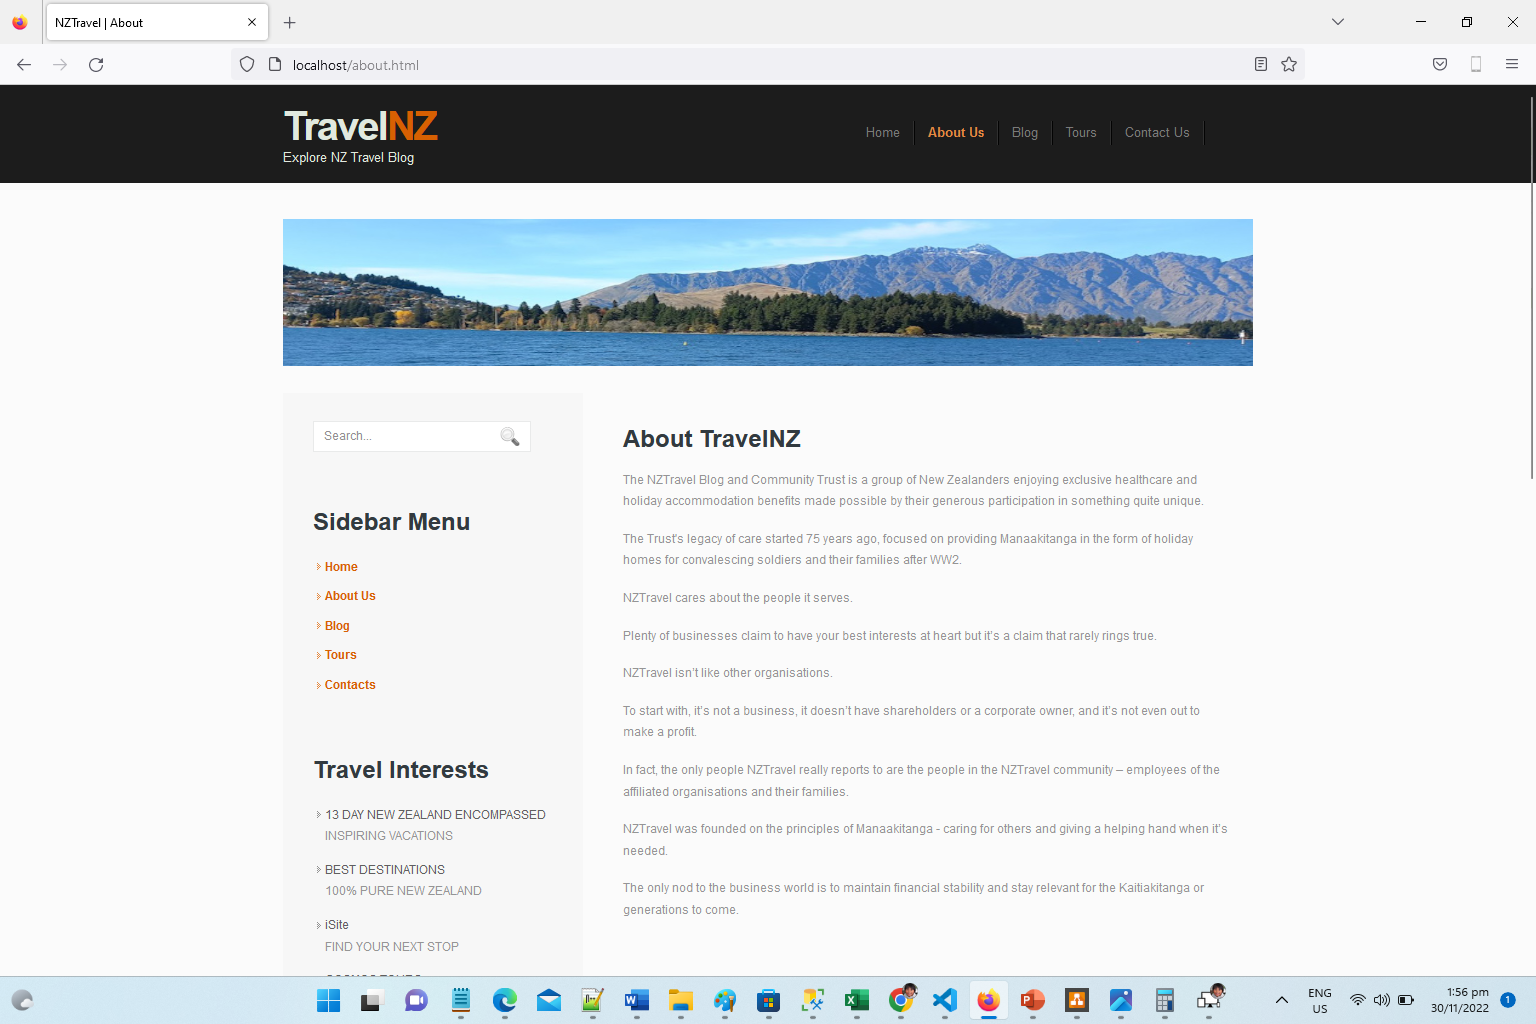 NZTravel | About
localhost/about.html
TravelNZ
Explore NZ Travel Blog
Home
About Us
Blog
Tours
Contact Us
Search...
Sidebar Menu
Home
About Us
Blog
Tours
Contacts
Travel Interests
13 DAY NEW ZEALAND ENCOMPASSED
INSPIRING VACATIONS
BEST DESTINATIONS
100% PURE NEW ZEALAND
iSite
FIND YOUR NEXT STOP
About TravelNZ
The NZTravel Blog and Community Trust is a group of New Zealanders enjoying exclusive healthcare and
holiday accommodation benefits made possible by their generous participation in something quite unique.
The Trust's legacy of care started 75 years ago, focused on providing Manaakitanga in the form of holiday
homes for convalescing soldiers and their families after WW2.
NZTravel cares about the people it serves.
Plenty of businesses claim to have your best interests at heart but it's a claim that rarely rings true.
NZTravel isn't like other organisations.
To start with, it's not a business, it doesn't have shareholders or a corporate owner, and it's not even out to
make a profit.
In fact, the only people NZTravel really reports to are the people in the NZTravel community – employees of the
affiliated organisations and their families.
NZTravel was founded on the principles of Manaakitanga - caring for others and giving a helping hand when it's
needed.
The only nod to the business world is to maintain financial stability and stay relevant for the Kaitiakitanga or
generations to come.
ENG
US
1:56 pm
30/11/2022
1